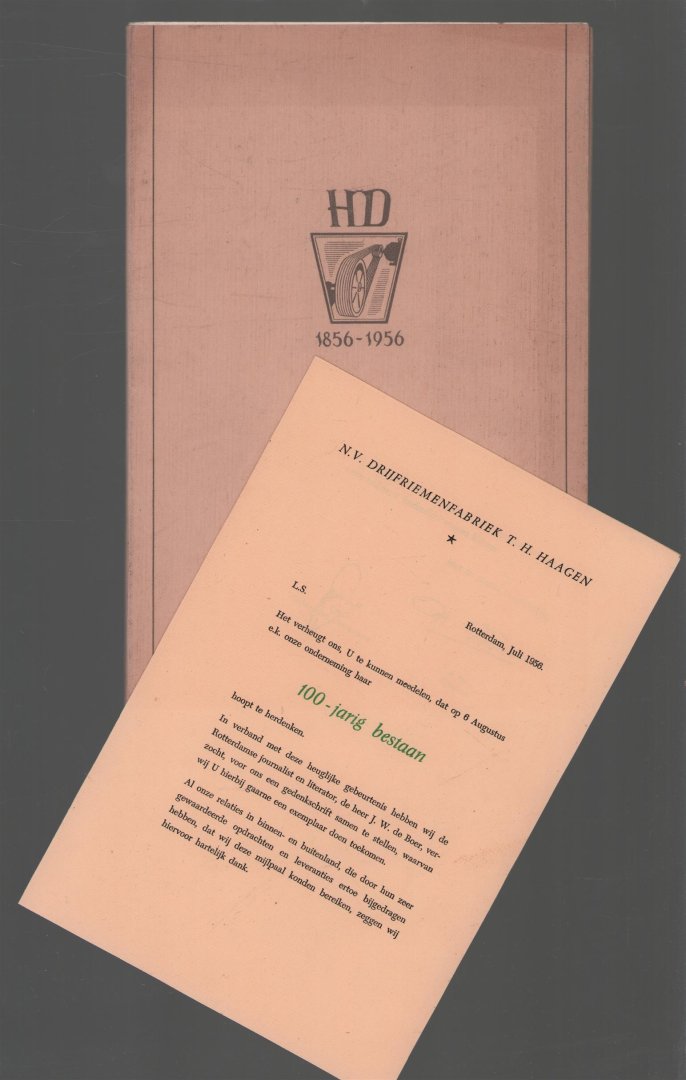 HD
1856-1956
N.V. DRIJFRIEMENFABRIEK T. H. HAAGEN
*
L.S.
Rotterdam, Juli 1956.
Het verheugt ons, U te kunnen meedelen, dat op 6 Augustus
e.k. onze onderneming haar
100-jarig bestaan
hoopt te herdenken.
In verband met deze heuglijke gebeurtenis hebben wij de
Rotterdamse journalist en literator, de heer J. W. de Boer, ver-
zocht, voor ons een gedenkschrift samen te stellen, waarvan
wij U hierbij gaarne een exemplaar doen toekomen.
Al onze relaties in binnen- en buitenland, die door hun zeer
gewaardeerde opdrachten en leveranties ertoe bijgedragen
hebben, dat wij deze mijlpaal konden bereiken, zeggen wij
hiervoor hartelijk dank.